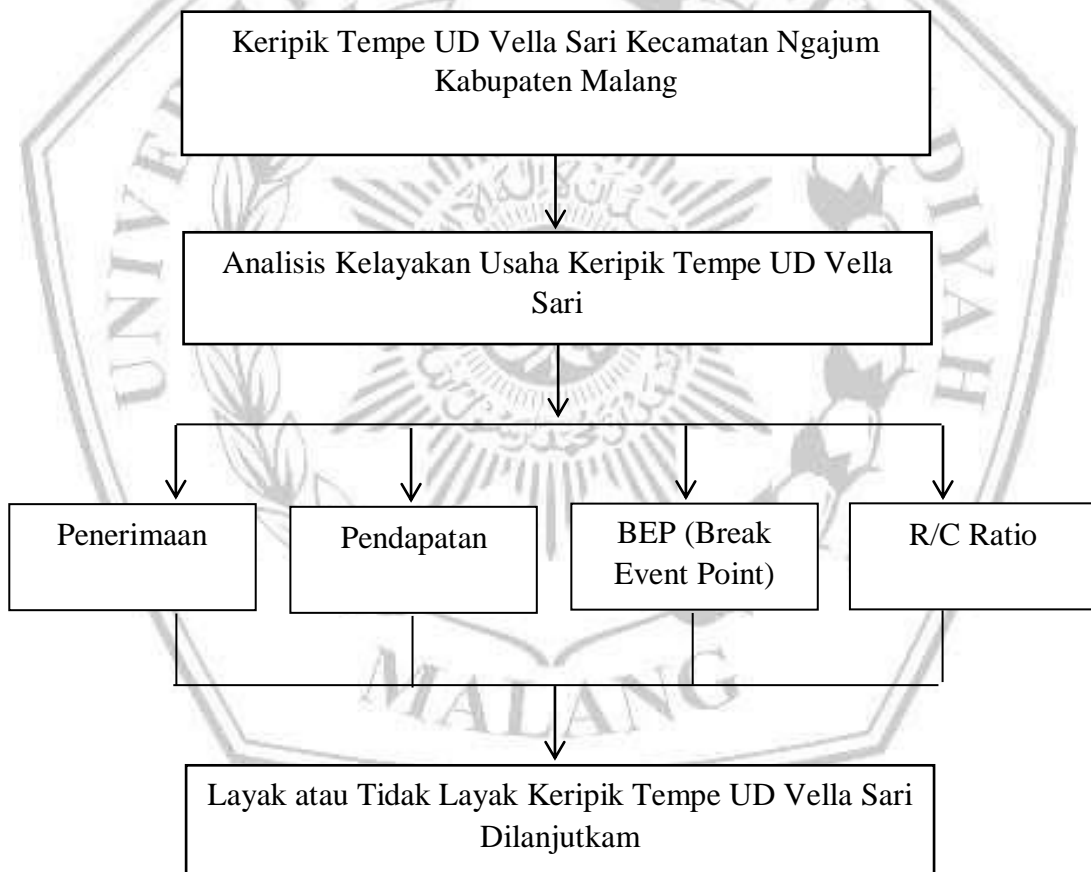 Keripik Tempe UD Vella Sari Kecamatan Ngajum
Kabupaten Malang
Analisis Kelayakan Usaha Keripik Tempe UD Vella
Sari
Penerimaan
Pendapatan
BEP (Break
Event Point)
R/C Ratio
MALANG
Layak atau Tidak Layak Keripik Tempe UD Vella Sari
Dilanjutkam